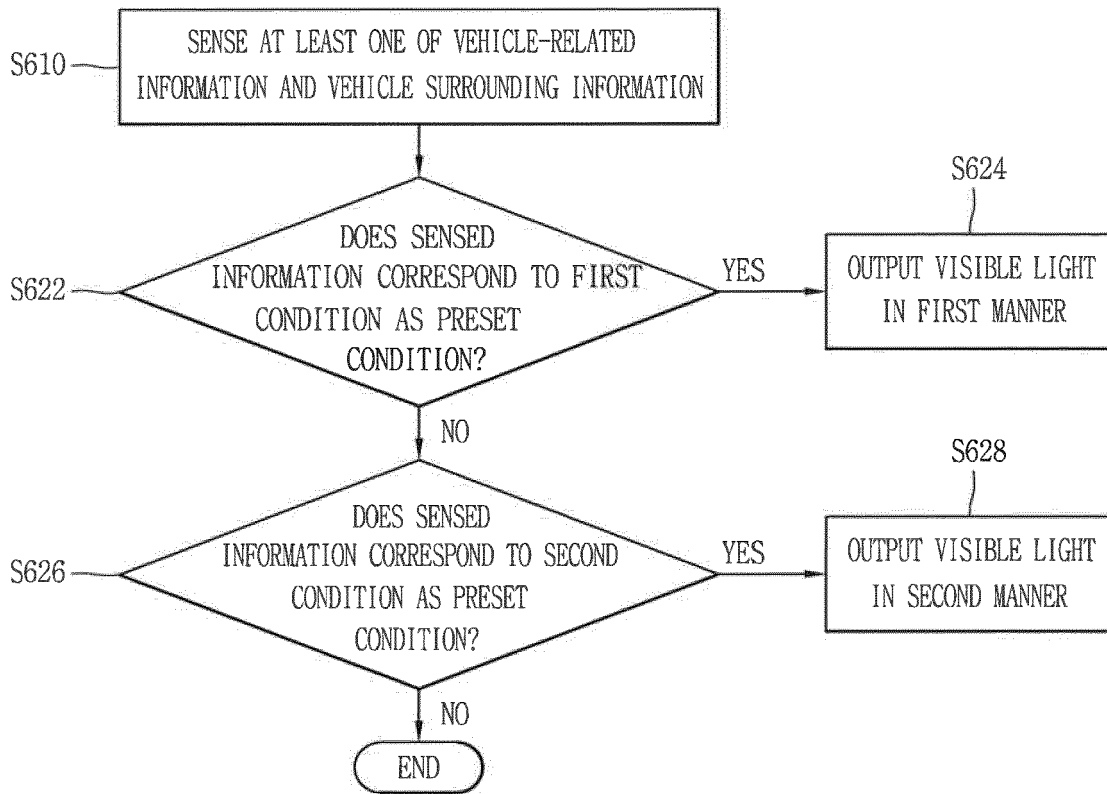 S610
SENSE AT LEAST ONE OF VEHICLE-RELATED
INFORMATION AND VEHICLE SURROUNDING INFORMATION
S622
DOES SENSED
INFORMATION CORRESPOND TO FIRST
CONDITION AS PRESET
CONDITION?
YES
S624
OUTPUT VISIBLE LIGHT
IN FIRST MANNER
NO
S626
DOES SENSED
INFORMATION CORRESPOND TO SECOND
CONDITION AS PRESET
CONDITION?
YES
S628
OUTPUT VISIBLE LIGHT
IN SECOND MANNER
NO
END